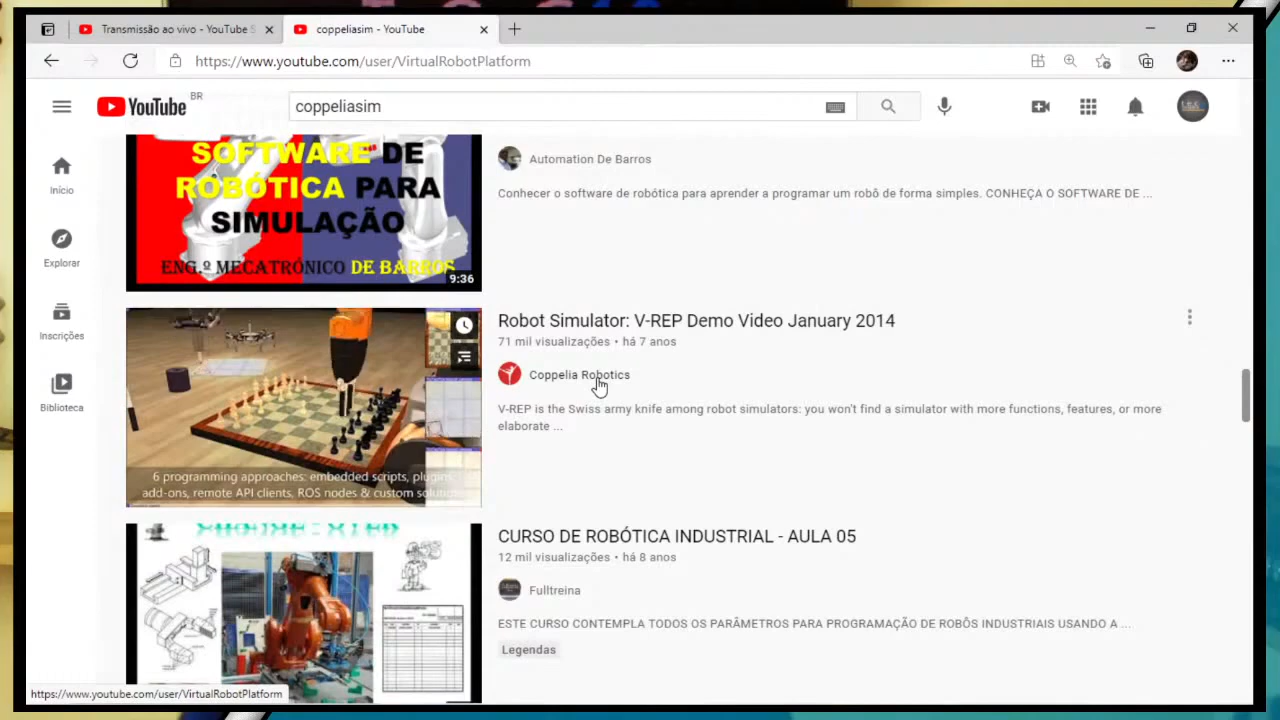 Transmissão ao vivo - YouTube S
coppeliasim - YouTube
https://www.youtube.com/user/VirtualRobotPlatform
YouTube BR
coppeliasim
Início
Explorar
Inscrições
Biblioteca
SOFTWARE DE
ROBÓTICA PARA
SIMULAÇÃO
ENG.º MECATRÓNICO DE BARROS
9:36
Automation De Barros
Conhecer o software de robótica para aprender a programar um robô de forma simples. CONHEÇA O SOFTWARE DE ...
6 programming approaches: embedded scripts, plugins,
add-ons, remote API clients, ROS nodes & custom
Robot Simulator: V-REP Demo Video January 2014
71 mil visualizações • há 7 anos
Coppelia Robotics
V-REP is the Swiss army knife among robot simulators: you won't find a simulator with more functions, features, or more
elaborate ...
CHANGE-OVER
CURSO DE ROBÓTICA INDUSTRIAL - AULA 05
12 mil visualizações • há 8 anos
Fulltreina
ESTE CURSO CONTEMPLA TODOS OS PARÂMETROS PARA PROGRAMAÇÃO DE ROBÔS INDUSTRIAIS USANDO A ...
Legendas
https://www.youtube.com/user/VirtualRobotPlatform